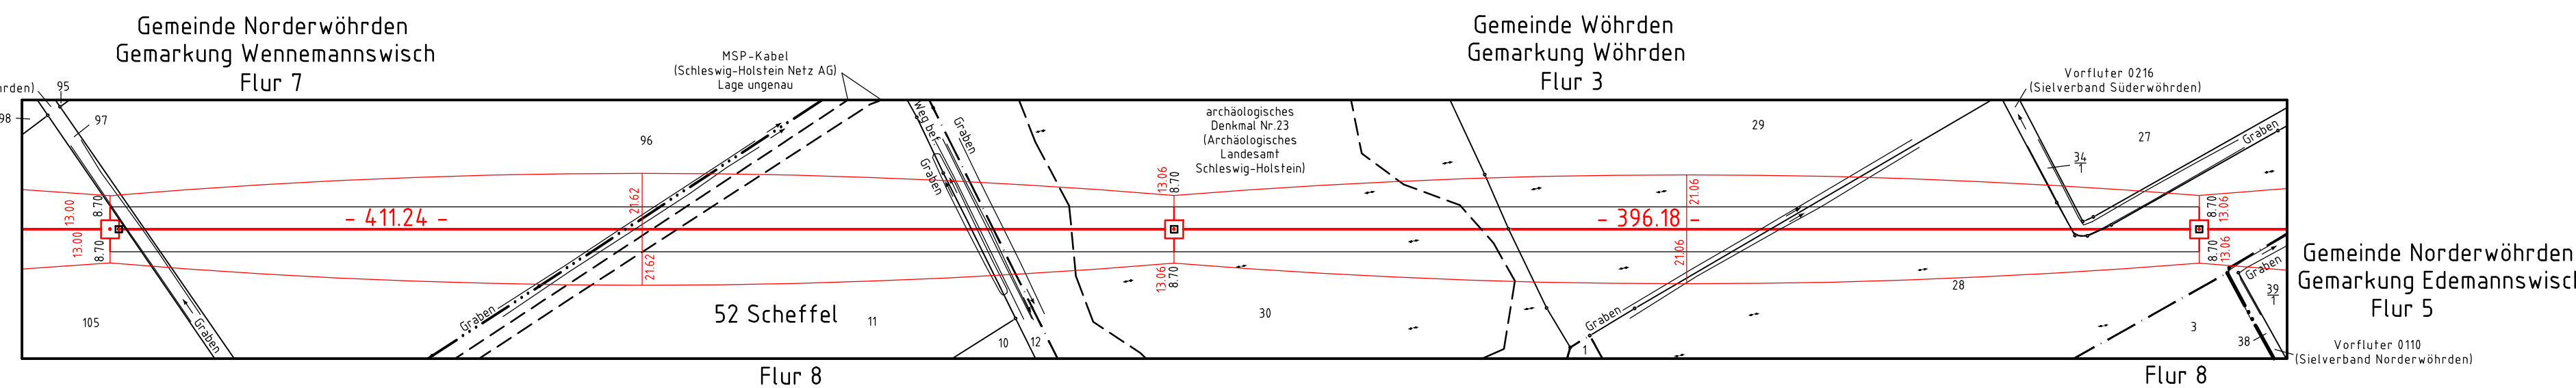 Gemeinde Norderwöhrden
Gemarkung Wennemannswisch
Flur 7
MSP-Kabel
(Schleswig-Holstein Netz AG)
Lage ungenau
Gemeinde Wöhrden
Gemarkung Wöhrden
Flur 3
Vorfluter 0216
(Sielverband Süderwöhrden)
rden)
95
98
97
96
Weg bef.
Graben
Graben
archäologisches
Denkmal Nr.23
(Archäologisches
Landesamt
Schleswig-Holstein)
29
27
34
1
Graben
13.00
8.70
13.00
8.70
- 411.24 -
21.62
21.62
13.06
8.70
13.06
8.70
- 396.18 -
21.06
21.06
8.70
13.06
8.70
13.06
Gemeinde Norderwöhrden
Gemarkung Edemannswisch
Flur 5
Graben
39
1
105
Graben
Graben
52 Scheffel
11
10
12
30
Graben
1
28
3
38
Vorfluter 0110
(Sielverband Norderwöhrden)
Flur 8
Flur 8